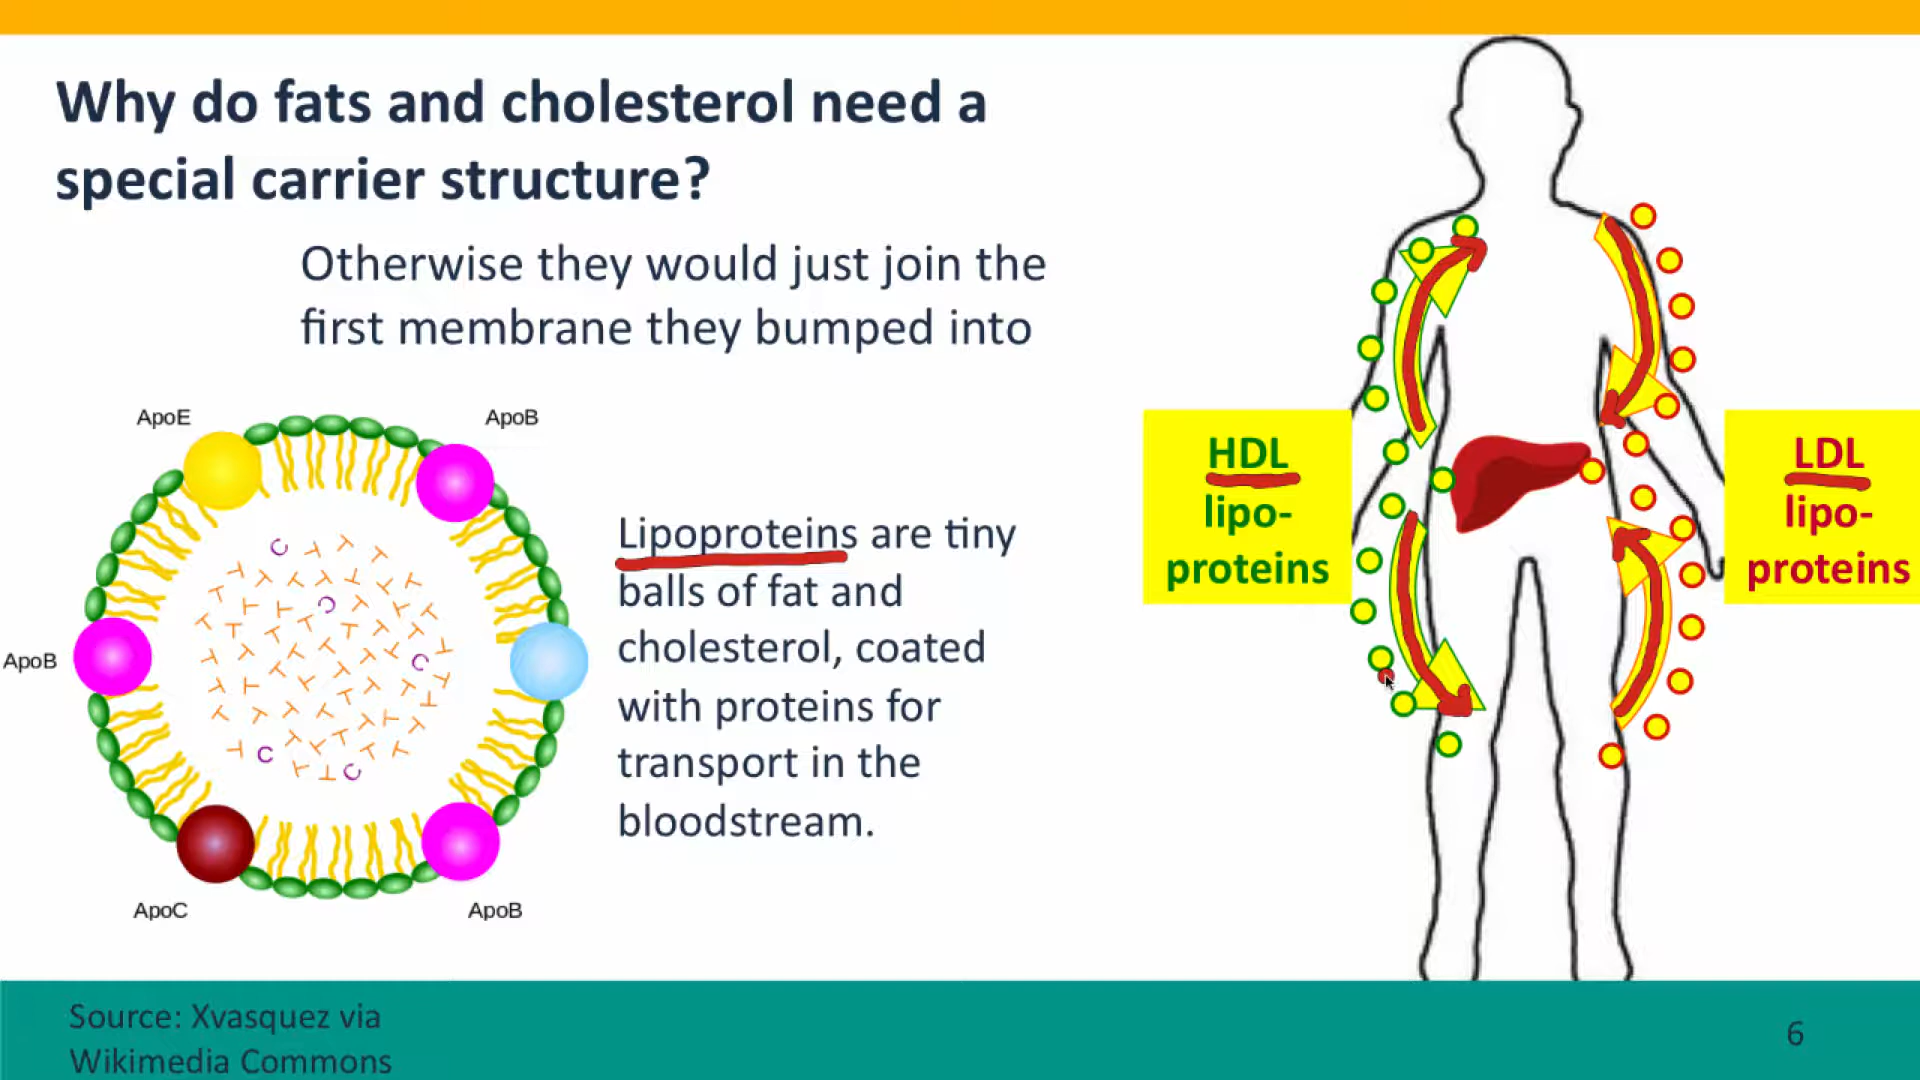 Why do fats and cholesterol need a
special carrier structure?
Otherwise they would just join the
first membrane they bumped into
ApoE
ApoB
ApoB
ApoC
ApoB
C
C
C
C
C
Lipoproteins are tiny
balls of fat and
cholesterol, coated
with proteins for
transport in the
bloodstream.
HDL
lipo-
proteins
LDL
lipo-
proteins
Source: Xvasquez via
Wikimedia Commons
6